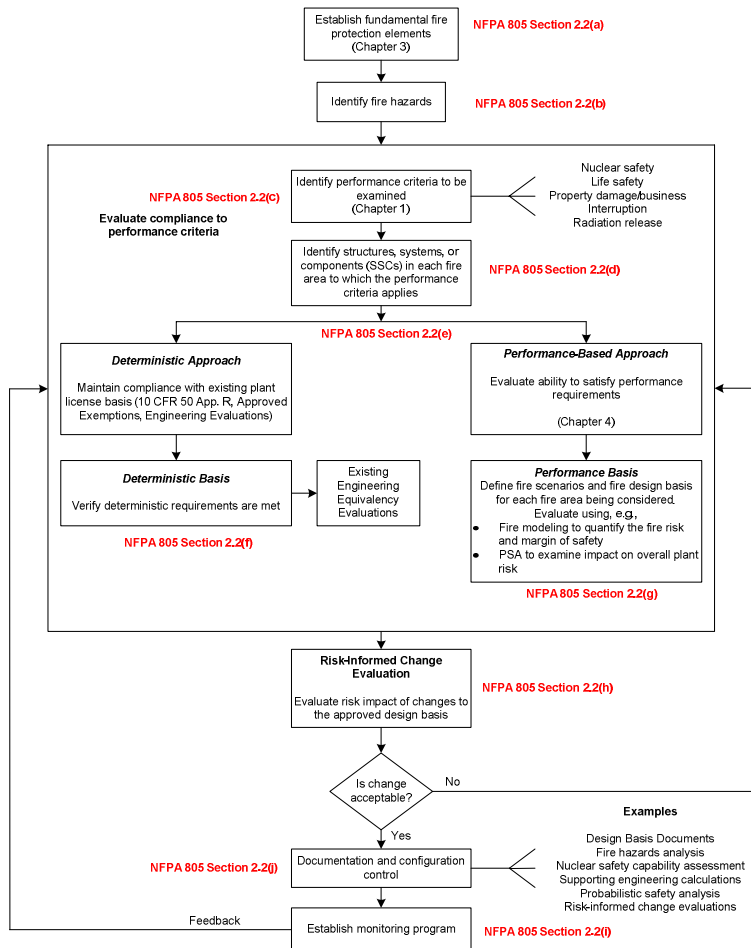 Establish fundamental fire
protection elements
(Chapter 3)
NFPA 805 Section 2.2(a)
Identify fire hazards
NFPA 805 Section 2.2(b)
NFPA 805 Section 2.2(c)
Identify performance criteria to be
examined
(Chapter 1)
Nuclear safety
Life safety
Property damage/business
Interruption
Radiation release
Evaluate compliance to
performance criteria
Identify structures, systems, or
components (SSCs) in each fire
area to which the performance
criteria applies
NFPA 805 Section 2.2(d)
NFPA 805 Section 2.2(e)
Deterministic Approach
Maintain compliance with existing plant
license basis (10 CFR 50 App. R, Approved
Exemptions, Engineering Evaluations)
Performance-Based Approach
Evaluate ability to satisfy performance
requirements
(Chapter 4)
Deterministic Basis
Verify deterministic requirements are met
Existing
Engineering
Equivalency
Evaluations
NFPA 805 Section 2.2(f)
Performance Basis
Define fire scenarios and fire design basis
for each fire area being considered.
Evaluate using, e.g.,
● Fire modeling to quantify the fire risk
and margin of safety
● PSA to examine impact on overall plant
risk
NFPA 805 Section 2.2(g)
Risk-Informed Change
Evaluation
Evaluate risk impact of changes to
the approved design basis
NFPA 805 Section 2.2(h)
Is change
acceptable?
No
Yes
Examples
Design Basis Documents
Fire hazards analysis
Nuclear safety capability assessment
Supporting engineering calculations
Probabilistic safety analysis
Risk-informed change evaluations
NFPA 805 Section 2.2(j)
Documentation and configuration
control
Feedback
Establish monitoring program
NFPA 805 Section 2.2(i)